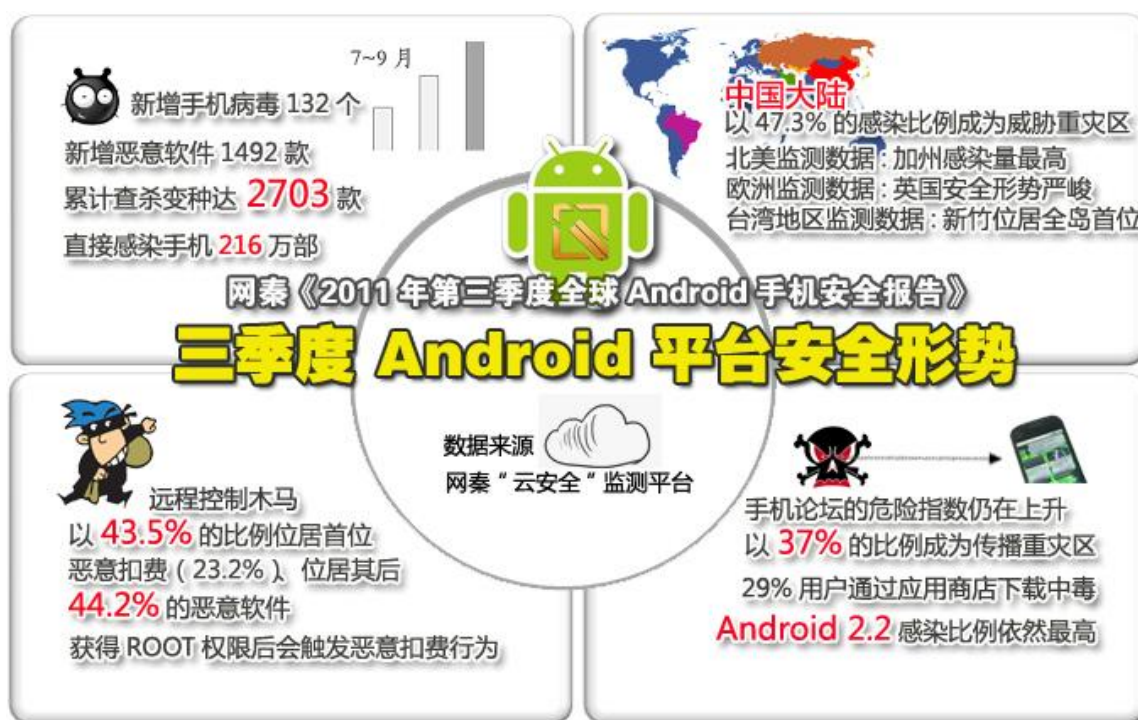 7~9 月
新增手机病毒 132 个
新增恶意软件 1492 款
累计查杀变种达 2703 款
直接感染手机 216 万部
中国大陆
以 47.3% 的感染比例成为威胁重灾区
北美监测数据 : 加州感染量最高
欧洲监测数据 : 英国安全形势严峻
台湾地区监测数据 : 新竹位居全岛首位
网秦《2011 年第三季度全球 Android 手机安全报告》
三季度 Android 平台安全形势
数据来源
网秦 “ 云安全 “ 监测平台
远程控制木马
以 43.5% 的比例位居首位
恶意扣费 ( 23.2% )、位居其后
44.2% 的恶意软件
获得 ROOT 权限后会触发恶意扣费行为
手机论坛的危险指数仍在上升
以 37% 的比例成为传播重灾区
29% 用户通过应用商店下载中毒
Android 2.2 感染比例依然最高